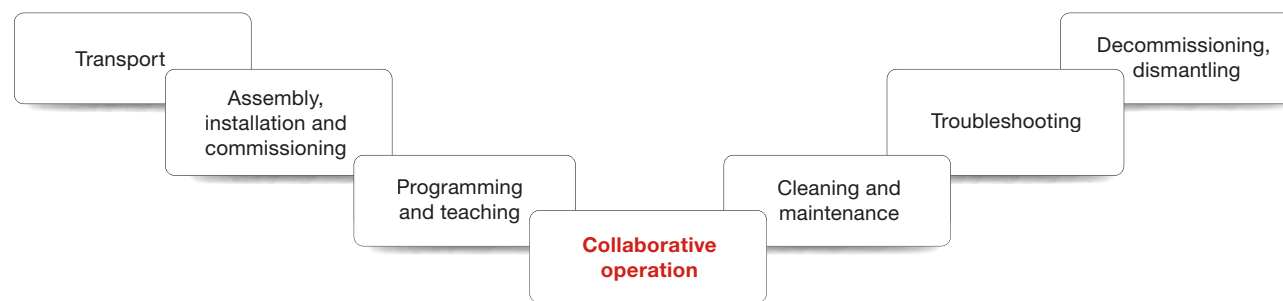 Transport
Assembly,
installation and
commissioning
Programming
and teaching
Collaborative
operation
Cleaning and
maintenance
Troubleshooting
Decommissioning,
dismantling